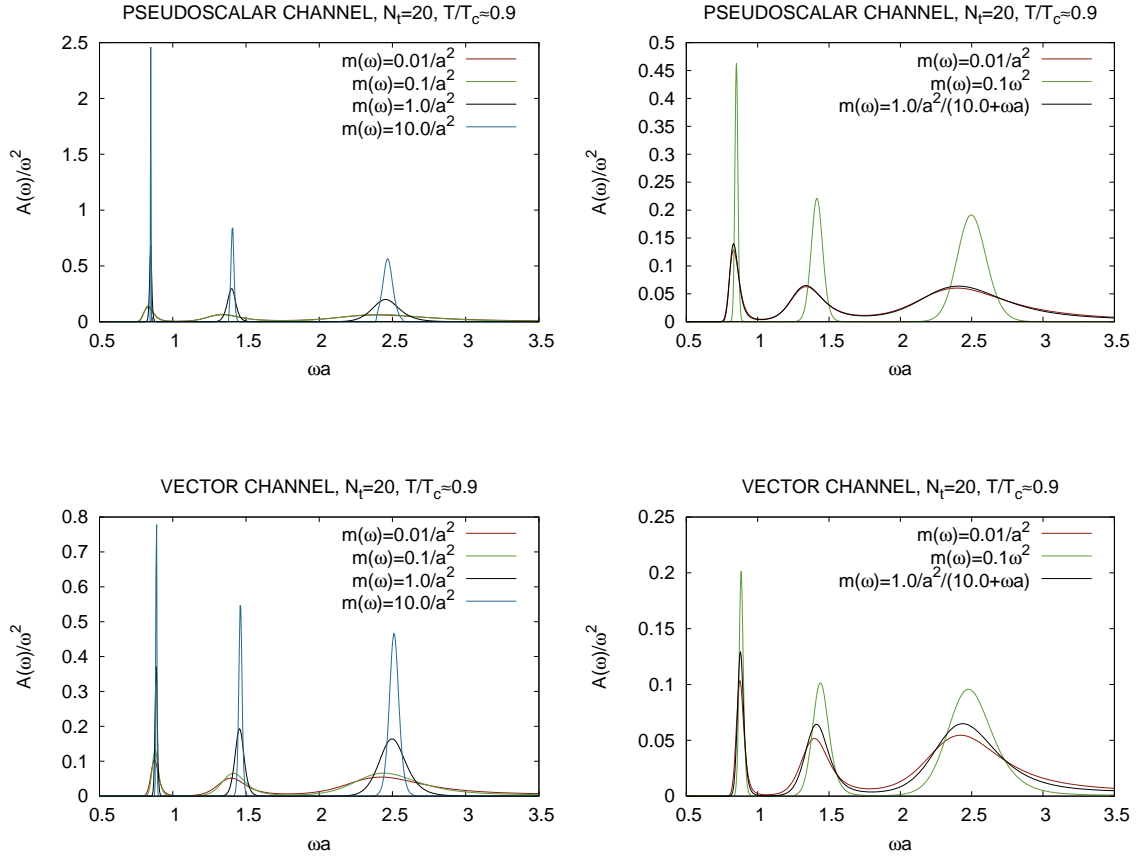 PSEUDOSCALAR CHANNEL, Nₜ=20, T/T꜀≈0.9
A(ω)/ω²
2.5
2
1.5
1
0.5
0
m(ω)=0.01/a²
m(ω)=0.1/a²
m(ω)=1.0/a²
m(ω)=10.0/a²
0.5 1 1.5 2 2.5 3 3.5
ωa
PSEUDOSCALAR CHANNEL, Nₜ=20, T/T꜀≈0.9
A(ω)/ω²
0.5
0.45
0.4
0.35
0.3
0.25
0.2
0.15
0.1
0.05
0
m(ω)=0.01/a²
m(ω)=0.1ω²
m(ω)=1.0/a²/(10.0+ωa)
0.5 1 1.5 2 2.5 3 3.5
ωa
VECTOR CHANNEL, Nₜ=20, T/T꜀≈0.9
A(ω)/ω²
0.8
0.7
0.6
0.5
0.4
0.3
0.2
0.1
0
m(ω)=0.01/a²
m(ω)=0.1/a²
m(ω)=1.0/a²
m(ω)=10.0/a²
0.5 1 1.5 2 2.5 3 3.5
ωa
VECTOR CHANNEL, Nₜ=20, T/T꜀≈0.9
A(ω)/ω²
0.25
0.2
0.15
0.1
0.05
0
m(ω)=0.01/a²
m(ω)=0.1ω²
m(ω)=1.0/a²/(10.0+ωa)
0.5 1 1.5 2 2.5 3 3.5
ωa